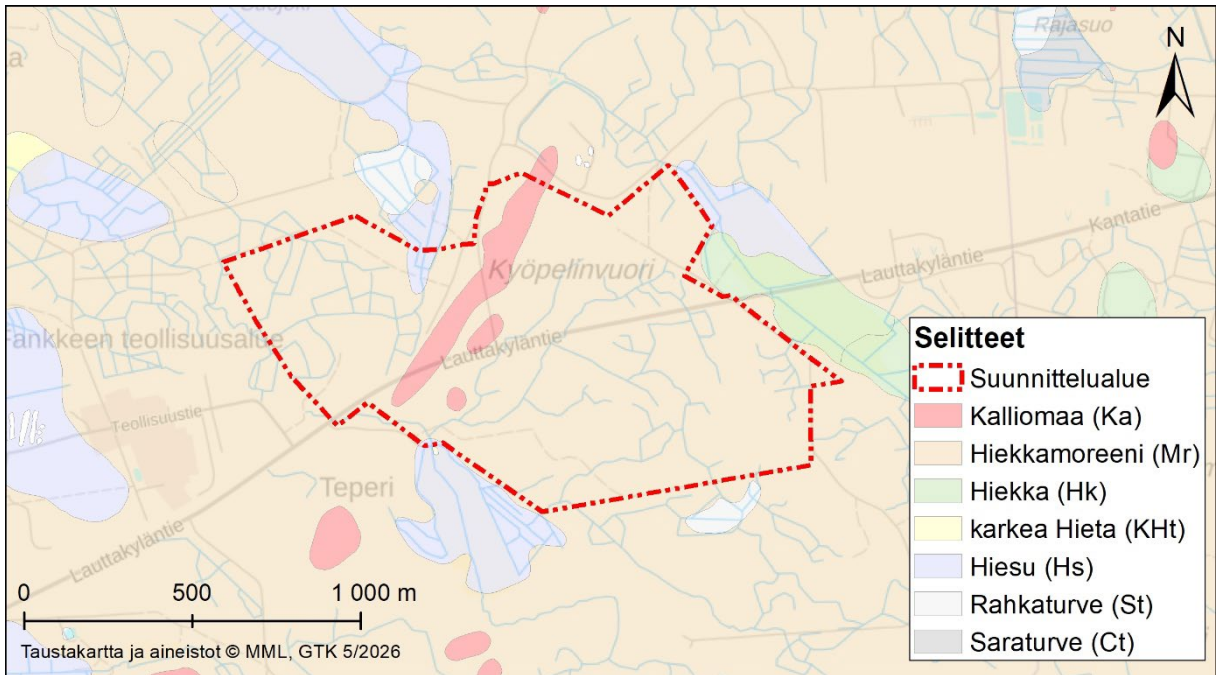 Suojoki
Rajasuo
N
Kantatie
Kyöpelinvuori
Lauttakyläntie
Fankkeen teollisuusalue
Lauttakyläntie
Teollisuustie
Teperi
Lauttakyläntie
0 500 1 000 m
Taustakartta ja aineistot © MML, GTK 5/2026
Selitteet
Suunnittelualue
Kalliomaa (Ka)
Hiekkamoreeni (Mr)
Hiekka (Hk)
karkea Hieta (KHt)
Hiesu (Hs)
Rahkaturve (St)
Saraturve (Ct)